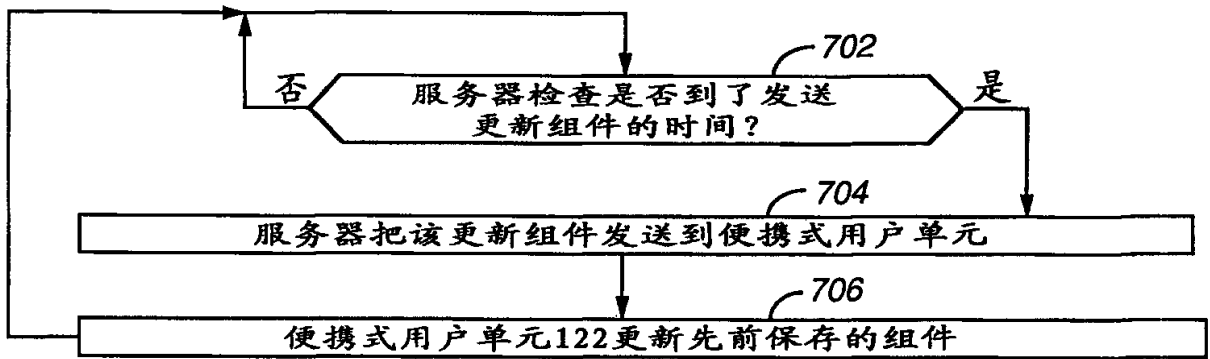 702
否
服务器检查是否到了发送
更新组件的时间?
是
704
服务器把该更新组件发送到便携式用户单元
706
便携式用户单元122更新先前保存的组件